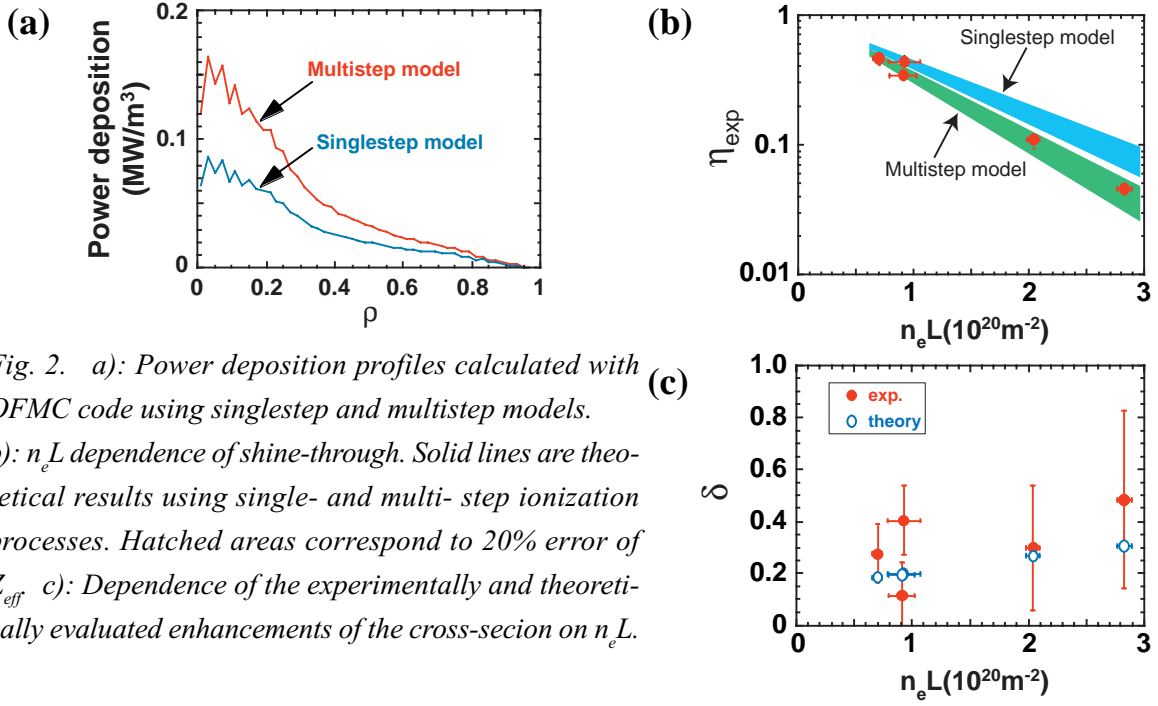 (a)
0.2
0.1
0
Power deposition
(MW/m3)
Multistep model
Singlestep model
0 0.2 0.4 0.6 0.8 1
ρ
(b)
1
0.1
0.01
ηexp
Singlestep model
Multistep model
0 1 2 3
neL(1020m-2)
ig. 2. a): Power deposition profiles calculated with
OFMC code using singlestep and multistep models.
): neL dependence of shine-through. Solid lines are theo-
etical results using single- and multi- step ionization
processes. Hatched areas correspond to 20% error of
Zeff. c): Dependence of the experimentally and theoreti-
ally evaluated enhancements of the cross-secion on neL.
(c)
1.0
0.8
0.6
0.4
0.2
0
δ
exp.
theory
0 1 2 3
neL(1020m-2)